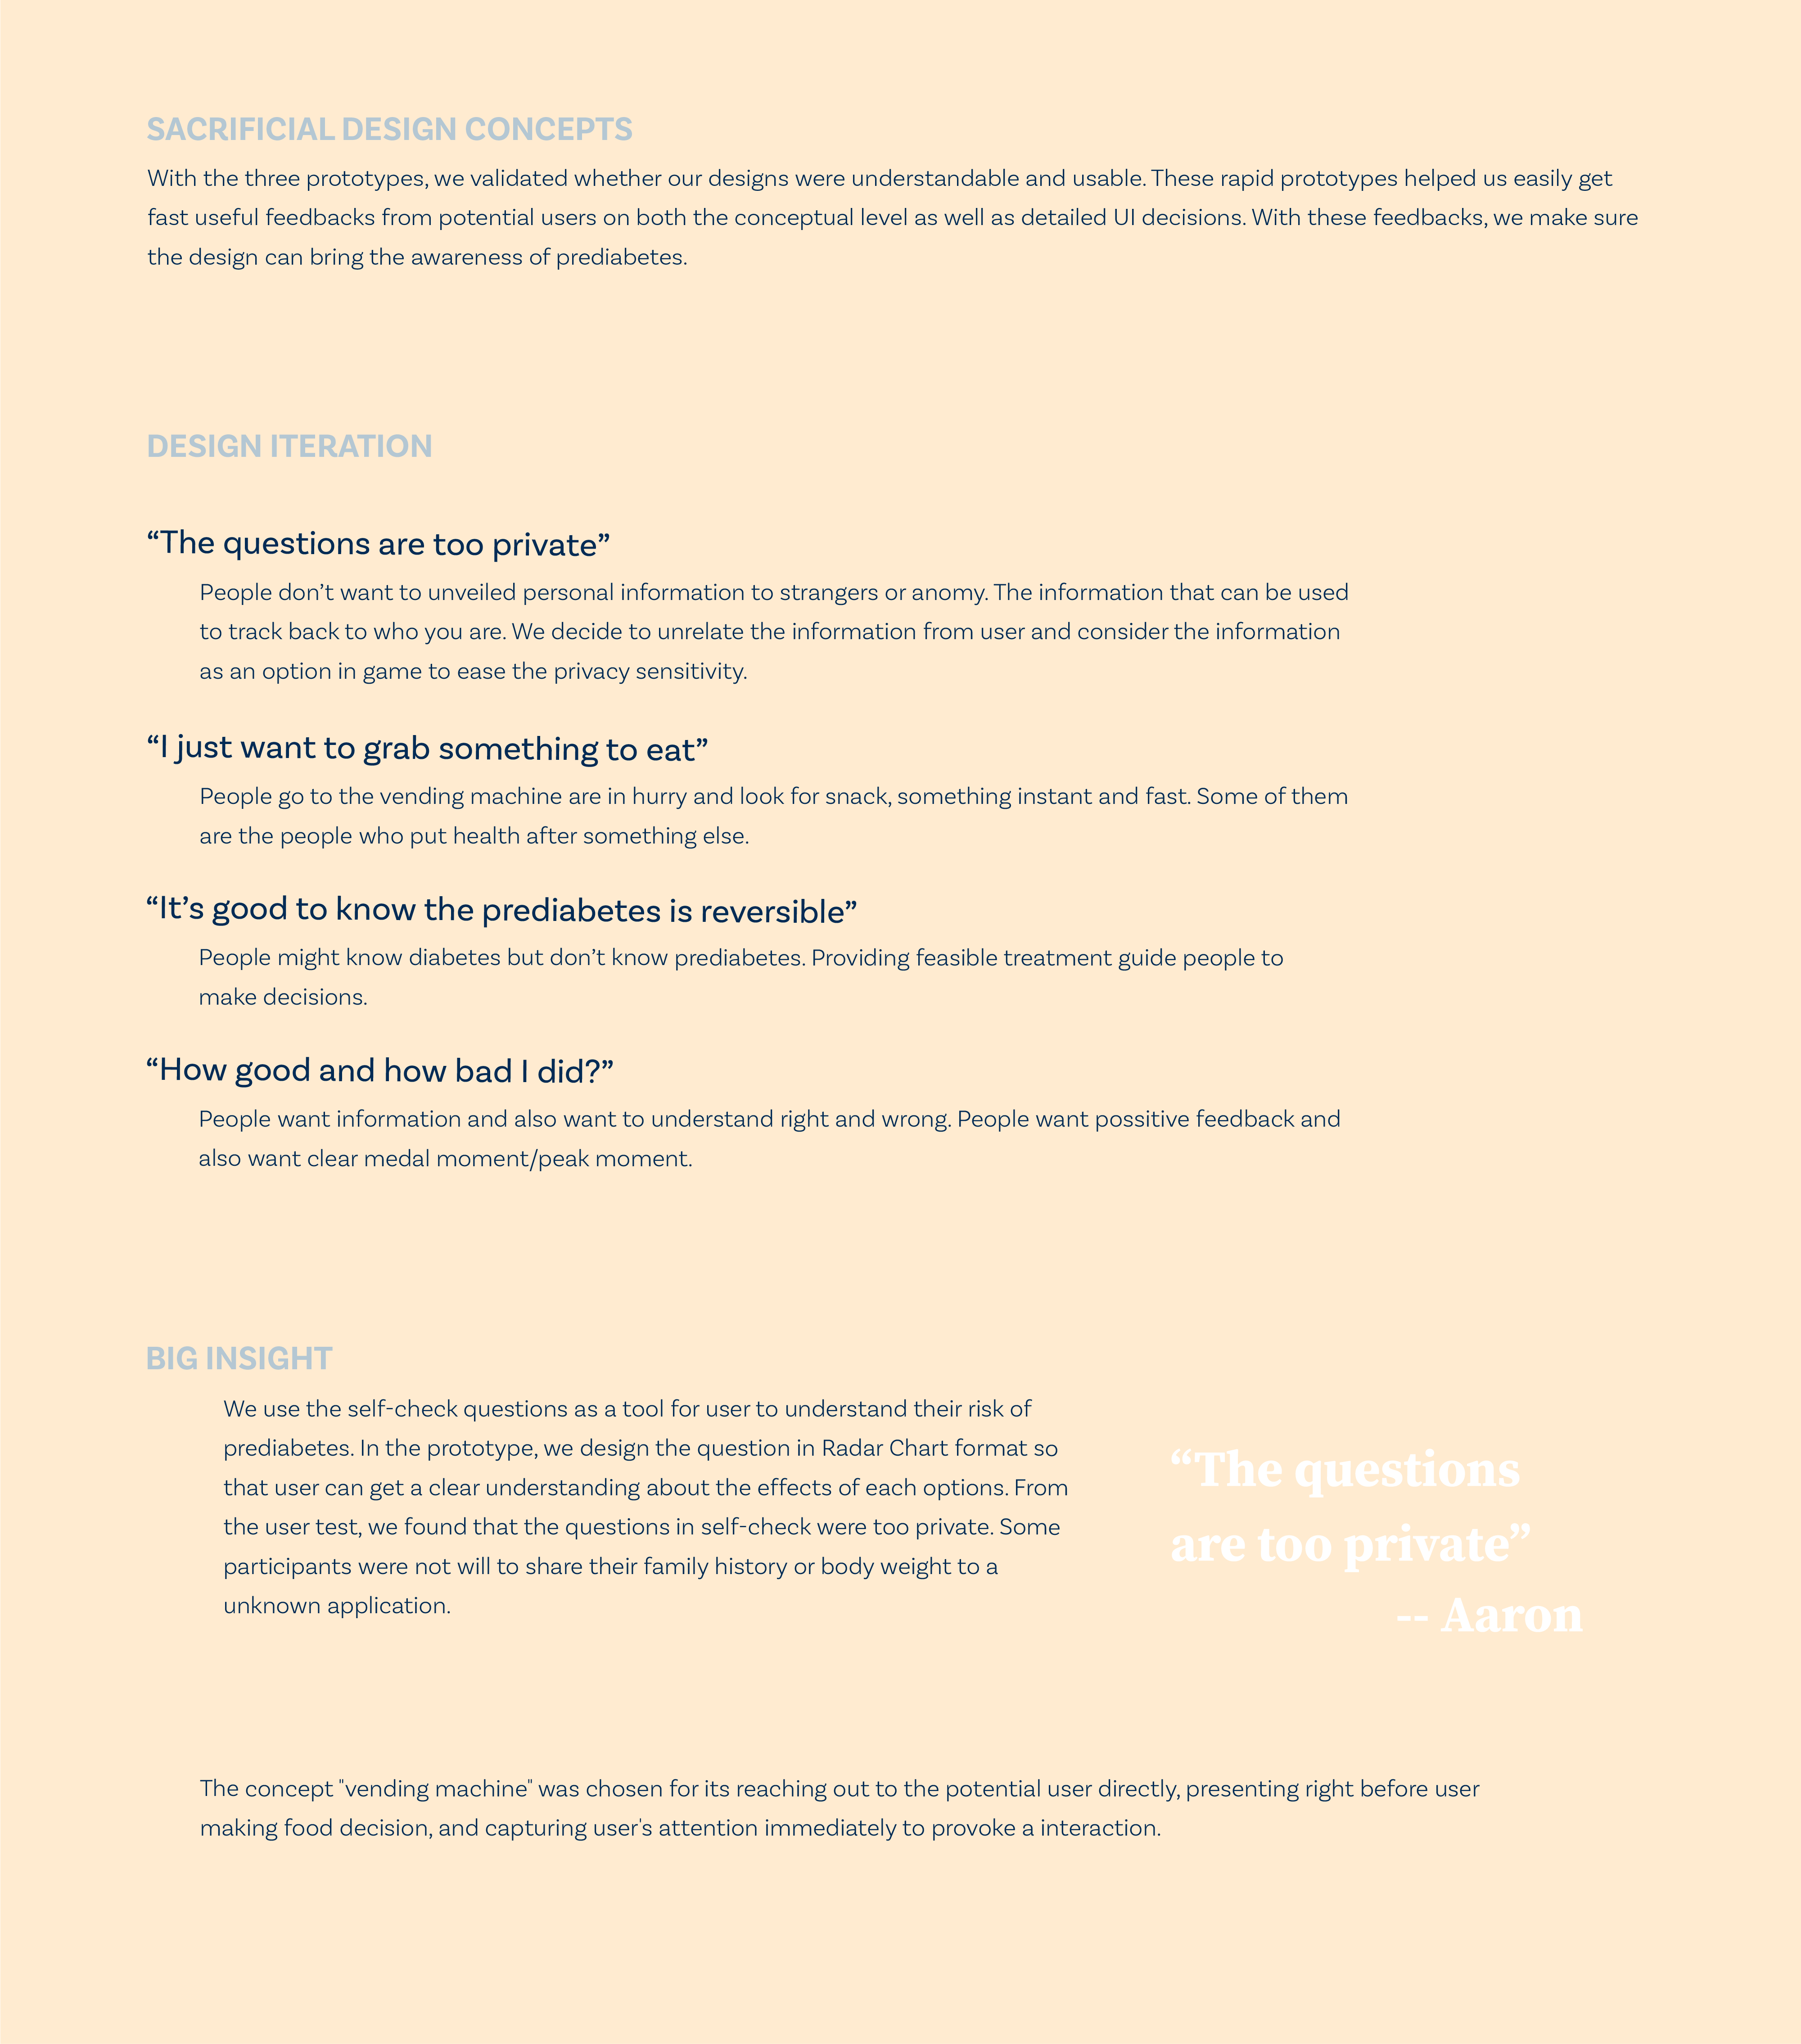 SACRIFICIAL DESIGN CONCEPTS
With the three prototypes, we validated whether our designs were understandable and usable. These rapid prototypes helped us easily get
fast useful feedbacks from potential users on both the conceptual level as well as detailed UI decisions. With these feedbacks, we make sure
the design can bring the awareness of prediabetes.
DESIGN ITERATION
“The questions are too private”
People don’t want to unveiled personal information to strangers or anomy. The information that can be used
to track back to who you are. We decide to unrelate the information from user and consider the information
as an option in game to ease the privacy sensitivity.
“I just want to grab something to eat”
People go to the vending machine are in hurry and look for snack, something instant and fast. Some of them
are the people who put health after something else.
“It’s good to know the prediabetes is reversible”
People might know diabetes but don’t know prediabetes. Providing feasible treatment guide people to
make decisions.
“How good and how bad I did?”
People want information and also want to understand right and wrong. People want possitive feedback and
also want clear medal moment/peak moment.
BIG INSIGHT
We use the self-check questions as a tool for user to understand their risk of
prediabetes. In the prototype, we design the question in Radar Chart format so
that user can get a clear understanding about the effects of each options. From
the user test, we found that the questions in self-check were too private. Some
participants were not will to share their family history or body weight to a
unknown application.
“The questions
are too private”
-- Aaron
The concept "vending machine" was chosen for its reaching out to the potential user directly, presenting right before user
making food decision, and capturing user's attention immediately to provoke a interaction.